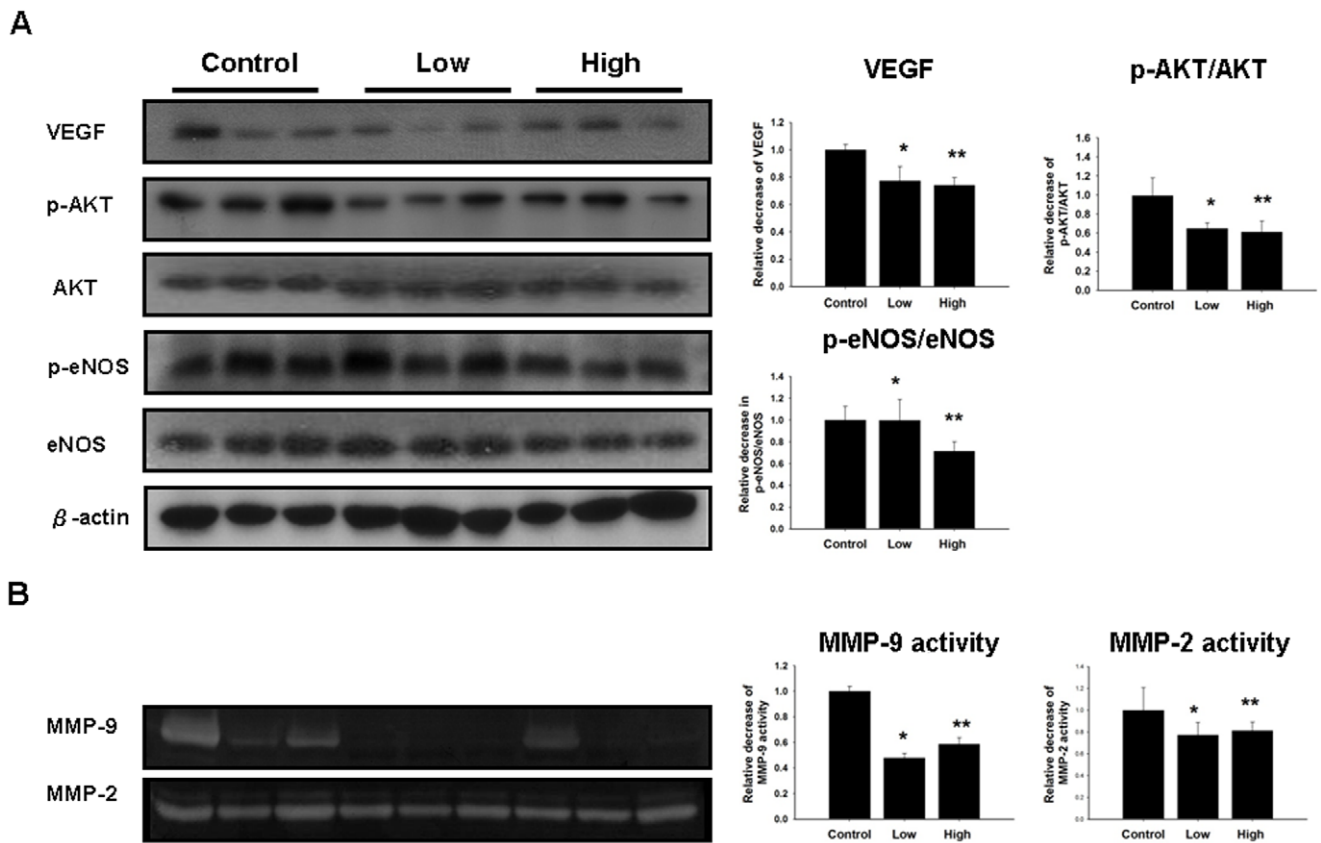 A
Control Low High
VEGF
p-AKT
AKT
p-eNOS
eNOS
β-actin
VEGF
Relative decrease of VEGF
1.2
1.0
0.8
0.6
0.4
0.2
0.0
*
**
Control Low High
p-AKT/AKT
Relative decrease of
p-AKT/AKT
1.6
1.4
1.2
1.0
0.8
0.6
0.4
0.2
0.0
*
**
Control Low High
p-eNOS/eNOS
Relative decrease in
p-eNOS/eNOS
1.4
1.2
1.0
0.8
0.6
0.4
0.2
0.0
*
**
Control Low High
B
MMP-9
MMP-2
MMP-9 activity
Relative decrease of
MMP-9 activity
1.2
1.0
0.8
0.6
0.4
0.2
0.0
*
**
Control Low High
MMP-2 activity
Relative decrease of
MMP-2 activity
1.4
1.2
1.0
0.8
0.6
0.4
0.2
0.0
*
**
Control Low High